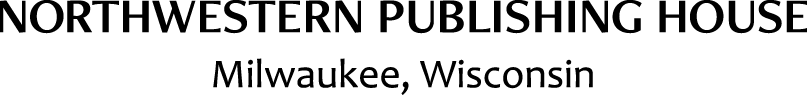 NORTHWESTERN PUBLISHING HOUSE
Milwaukee, Wisconsin